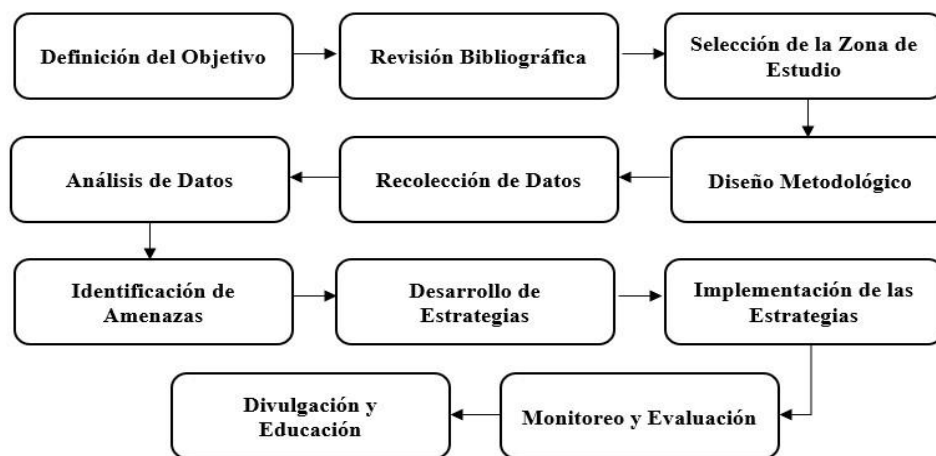 Definición del Objetivo
Revisión Bibliográfica
Selección de la Zona de
Estudio
Diseño Metodológico
Recolección de Datos
Análisis de Datos
Identificación de
Amenazas
Desarrollo de
Estrategias
Implementación de las
Estrategias
Monitoreo y Evaluación
Divulgación y
Educación